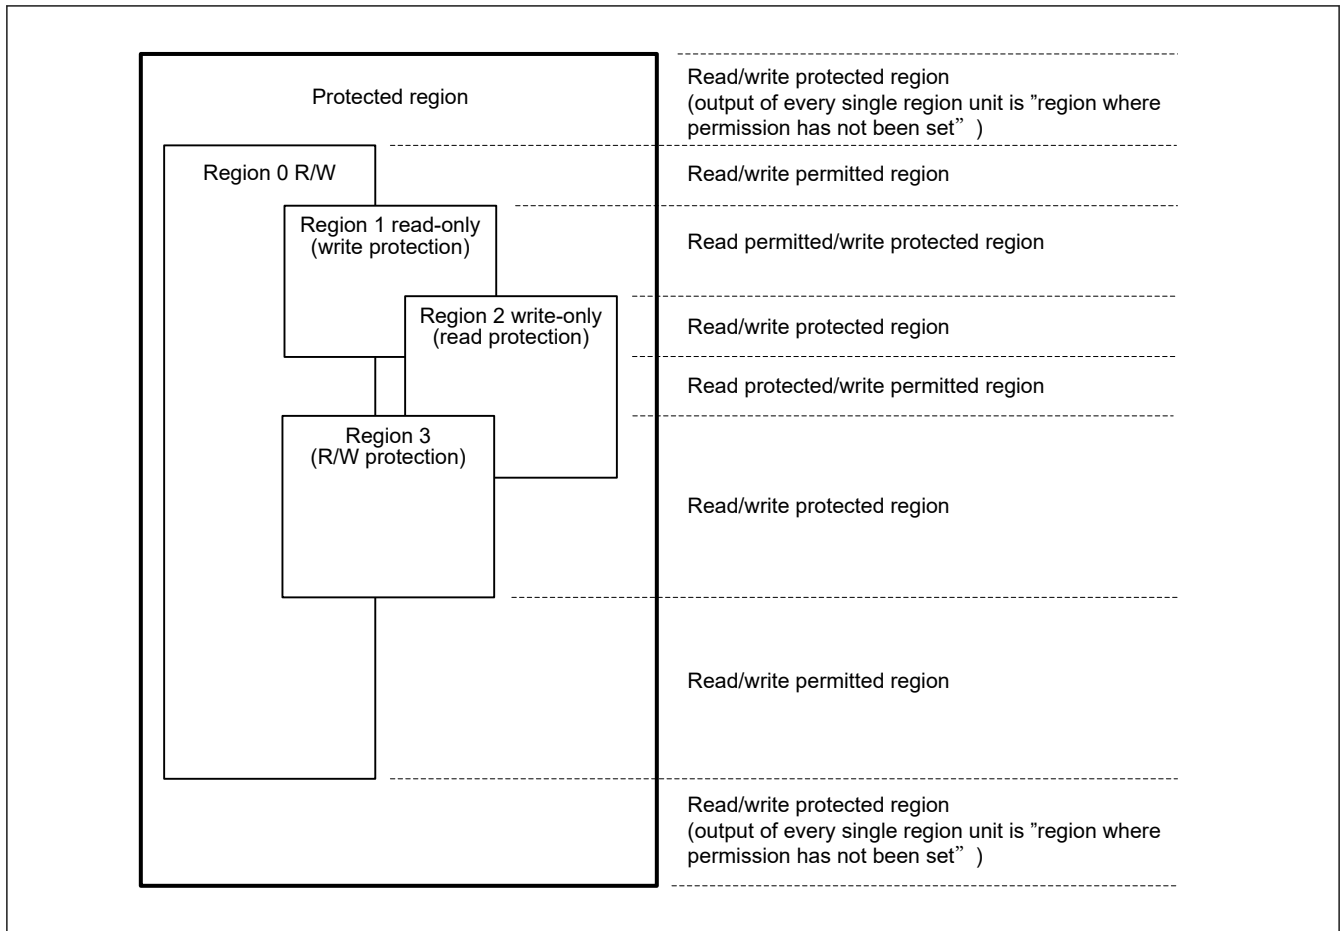 Protected region
Read/write protected region
(output of every single region unit is ”region where
permission has not been set” )
Region 0 R/W
Read/write permitted region
Region 1 read-only
(write protection)
Read permitted/write protected region
Region 2 write-only
(read protection)
Read/write protected region
Read protected/write permitted region
Region 3
(R/W protection)
Read/write protected region
Read/write permitted region
Read/write protected region
(output of every single region unit is ”region where
permission has not been set” )